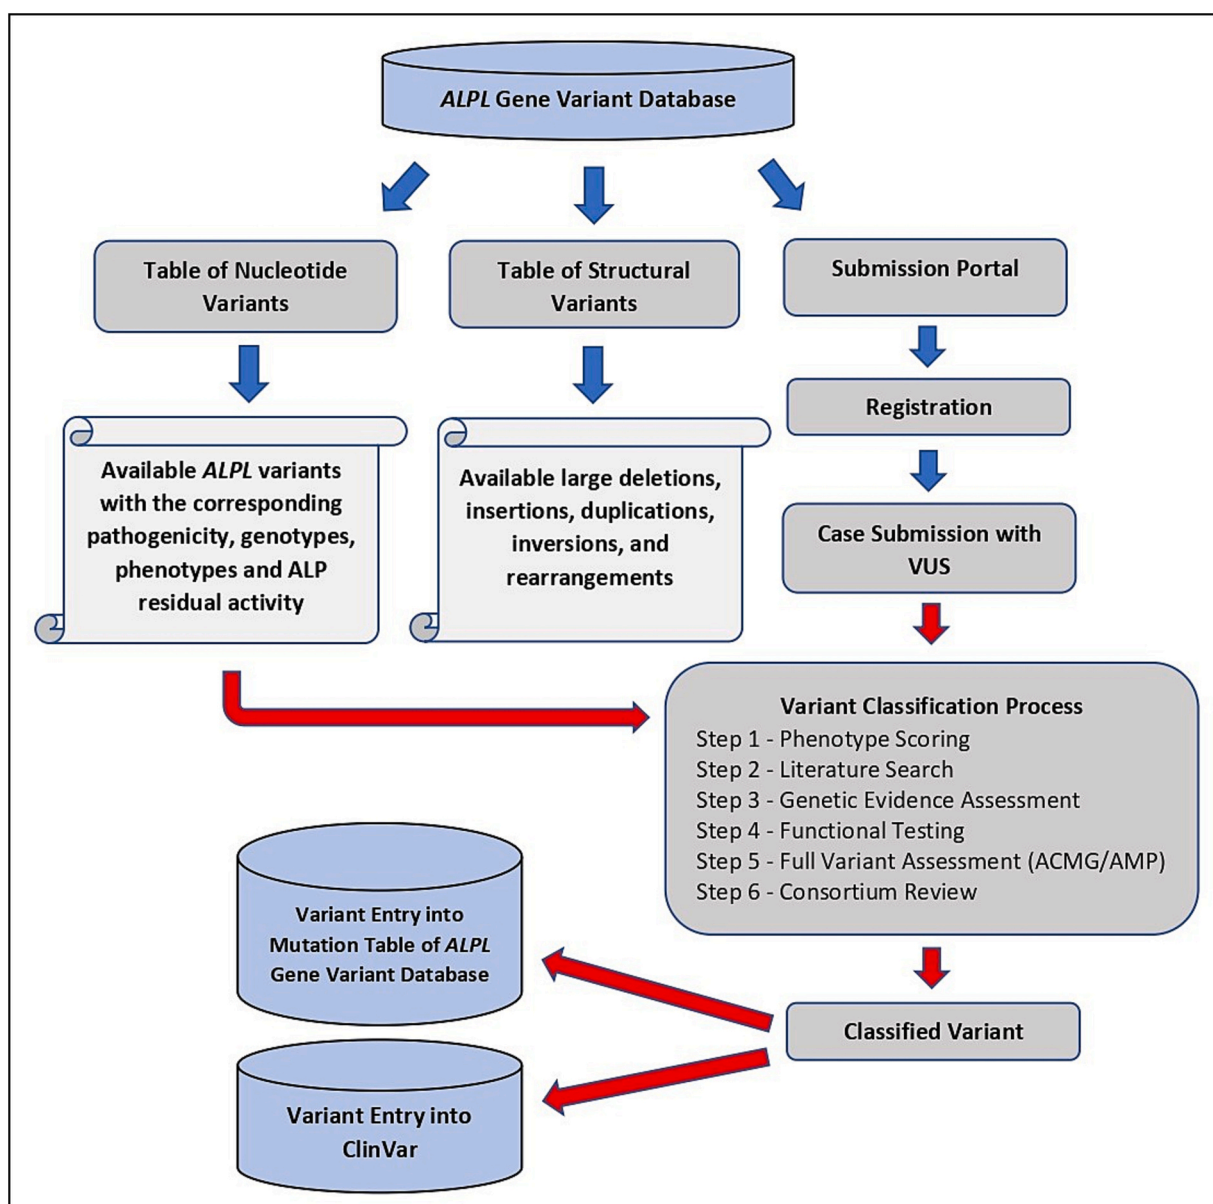 ALPL Gene Variant Database
Table of Nucleotide
Variants
Table of Structural
Variants
Submission Portal
Registration
Case Submission with
VUS
Available ALPL variants
with the corresponding
pathogenicity, genotypes,
phenotypes and ALP
residual activity
Available large deletions,
insertions, duplications,
inversions, and
rearrangements
Variant Classification Process
Step 1 - Phenotype Scoring
Step 2 - Literature Search
Step 3 - Genetic Evidence Assessment
Step 4 - Functional Testing
Step 5 - Full Variant Assessment (ACMG/AMP)
Step 6 - Consortium Review
Classified Variant
Variant Entry into
Mutation Table of ALPL
Gene Variant Database
Variant Entry into
ClinVar